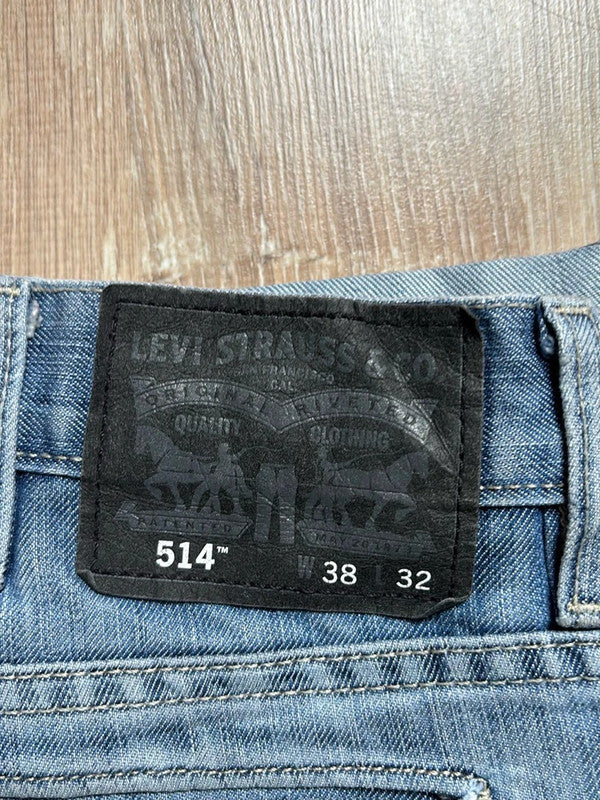 LEVI STRAUSS & CO.
SAN FRANCISCO
CAL
ORIGINAL RIVETED
QUALITY CLOTHING
PATENTED MAY 20 1873
514™ W 38 L 32